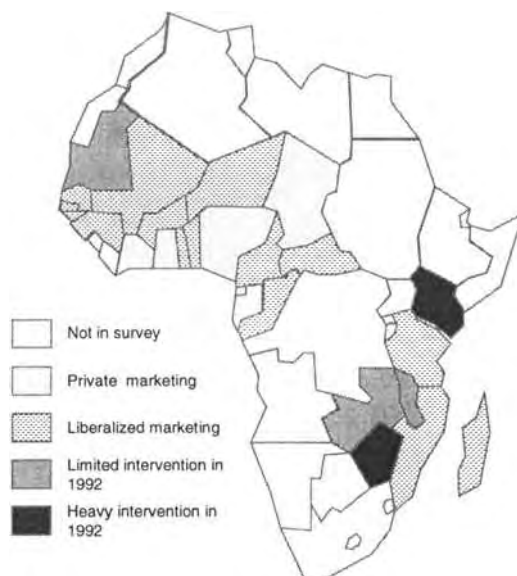 Not in survey
Private marketing
Liberalized marketing
Limited intervention in
1992
Heavy intervention in
1992